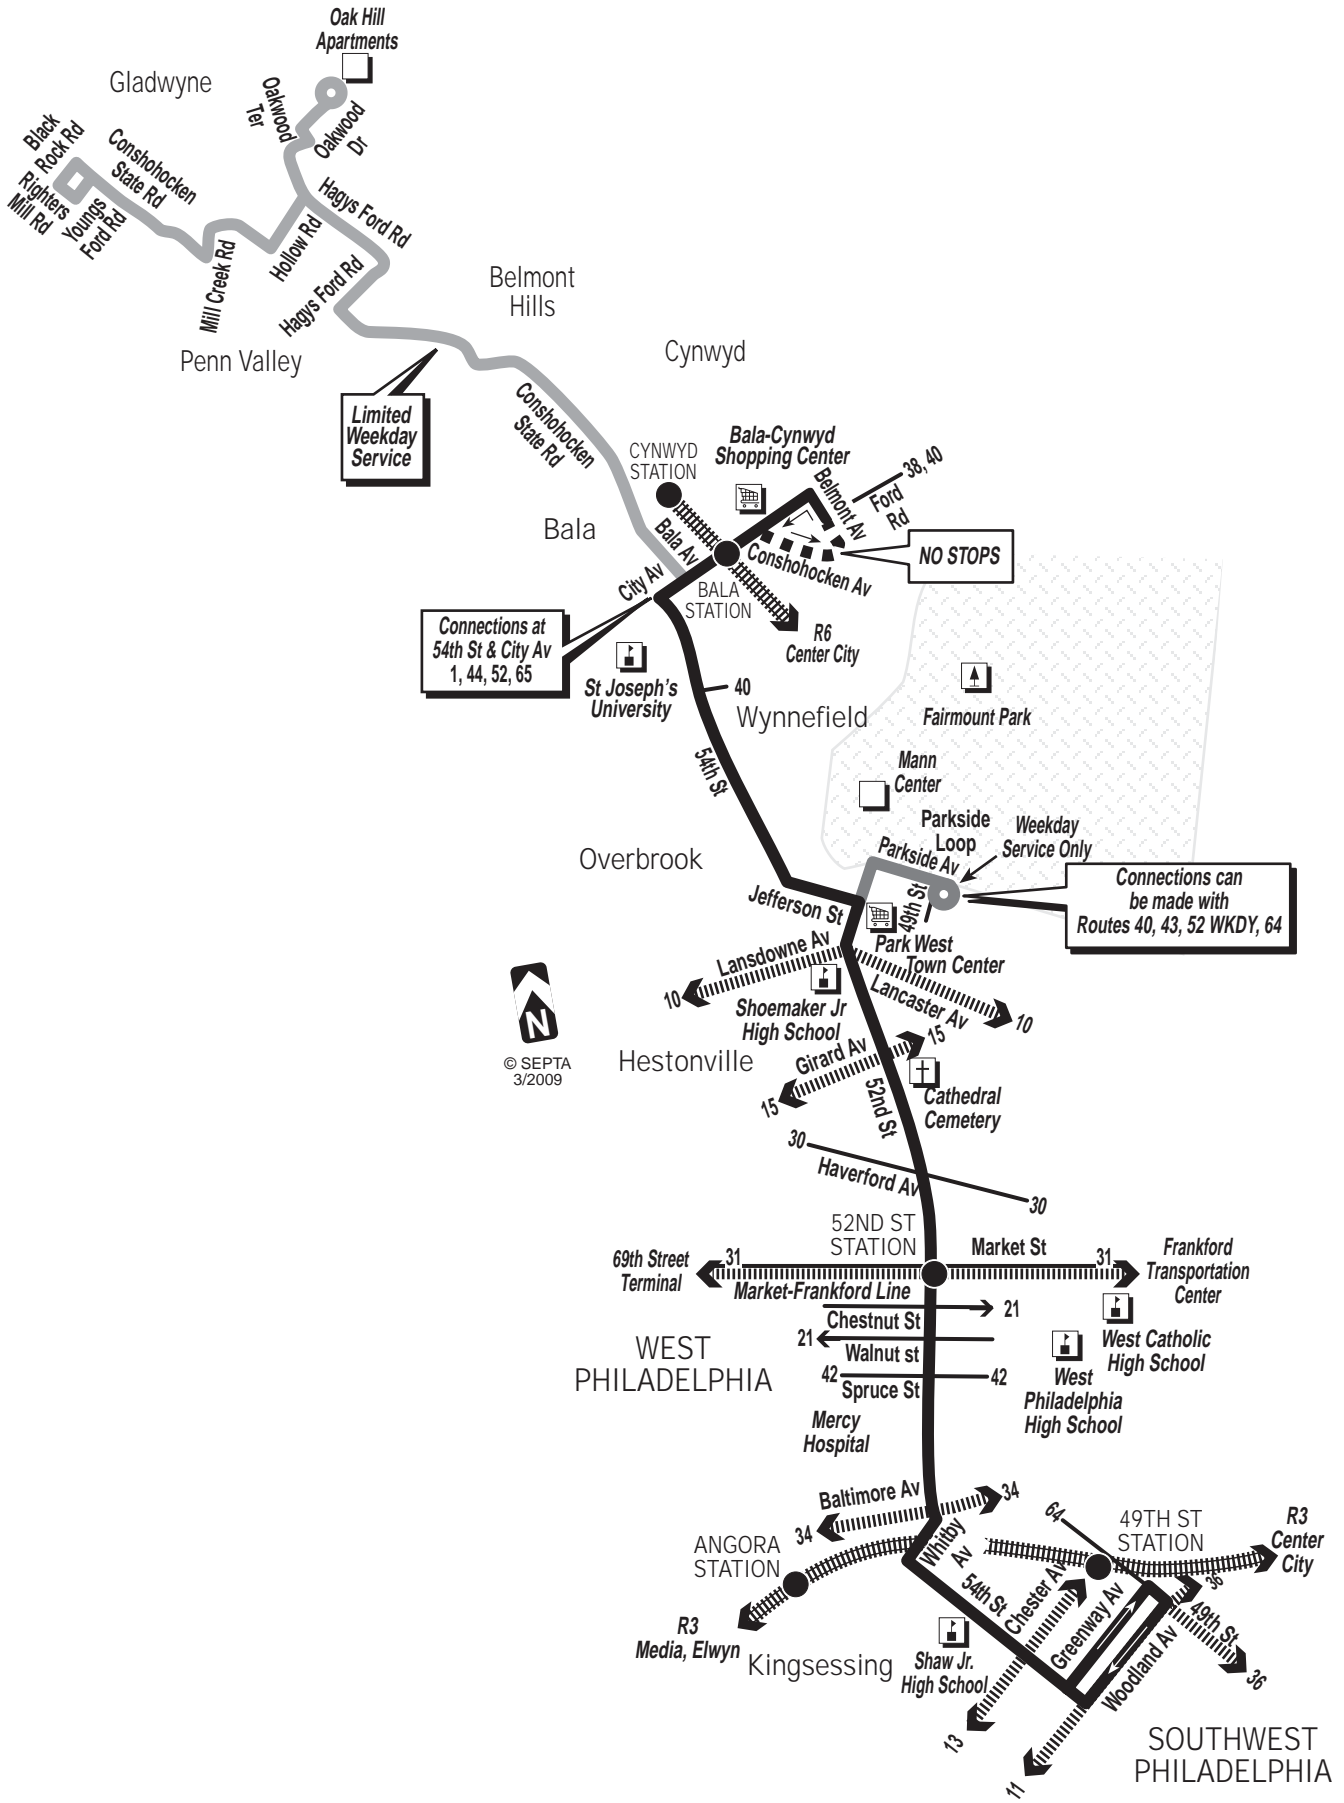 Oak Hill
Apartments
Gladwyne
Oakwood
Ter
Oakwood
Dr
Black
Rock Rd
Conshohocken
State Rd
Righters
Mill Rd
Youngs
Ford Rd
Hagys Ford Rd
Hollow Rd
Mill Creek Rd
Hagys Ford Rd
Belmont
Hills
Penn Valley
Cynwyd
Limited
Weekday
Service
Conshohocken
State Rd
CYNWYD
STATION
Bala-Cynwyd
Shopping Center
Belmont Av
38, 40
Ford
Rd
Bala
Bala Av
NO STOPS
Conshohocken Av
City Av
BALA
STATION
Connections at
54th St & City Av
1, 44, 52, 65
R6
Center City
St Joseph's
University
40
Wynnefield
Fairmount Park
54th St
Mann
Center
Parkside
Loop
Weekday
Service Only
Overbrook
Parkside Av
Connections can
be made with
Routes 40, 43, 52 WKDY, 64
Jefferson St
49th St
Park West
Town Center
Lansdowne Av
10
Lancaster Av
10
Shoemaker Jr
High School
N
© SEPTA
3/2009
Hestonville
Girard Av
15
15
52nd St
Cathedral
Cemetery
30
Haverford Av
30
52ND ST
STATION
Market St
69th Street
Terminal
31
31
Frankford
Transportation
Center
Market-Frankford Line
21
Chestnut St
21
Walnut st
West Catholic
High School
WEST
PHILADELPHIA
42
42
Spruce St
West
Philadelphia
High School
Mercy
Hospital
Baltimore Av
34
34
64
49TH ST
STATION
R3
Center
City
ANGORA
STATION
Whitby
Av
54th St
Chester Av
Greenway Av
36
49th St
36
R3
Media, Elwyn
Kingsessing
Shaw Jr.
High School
Woodland Av
13
11
SOUTHWEST
PHILADELPHIA